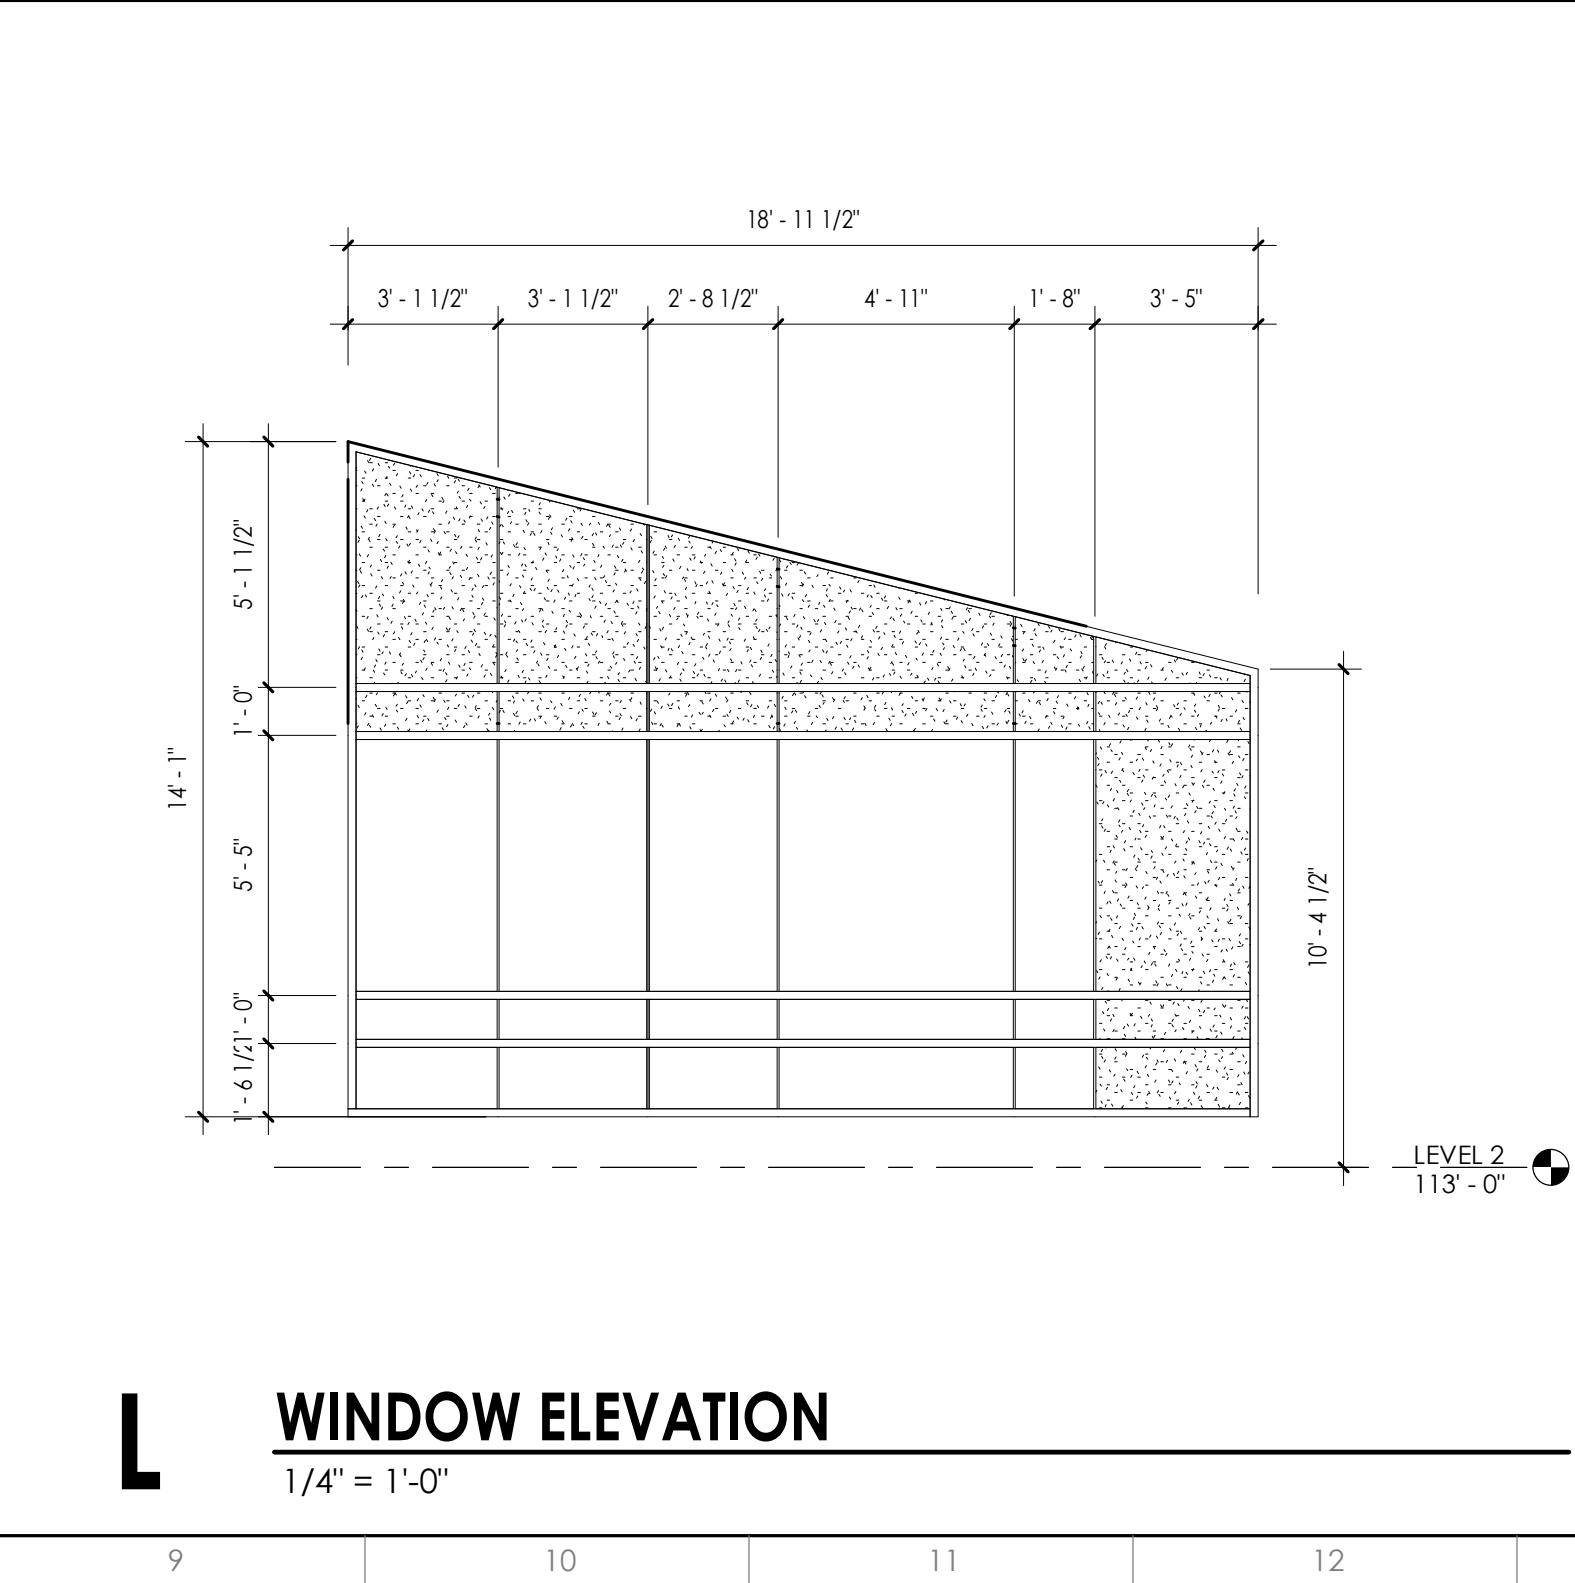 18' - 11 1/2"
3' - 1 1/2"
3' - 1 1/2"
2' - 8 1/2"
4' - 11"
1' - 8"
3' - 5"
5' - 1 1/2"
1' - 0"
14' - 1"
5' - 5"
1' - 0"
1' - 6 1/2"
10' - 4 1/2"
LEVEL 2
113' - 0"
L
WINDOW ELEVATION
1/4" = 1'-0"
9 10 11 12